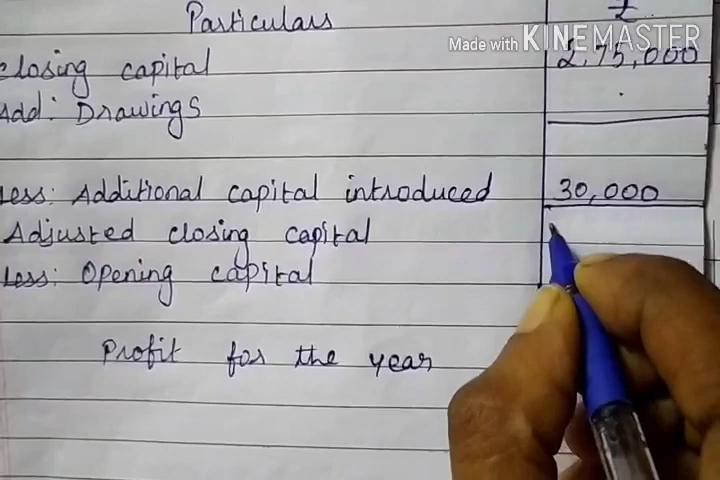 Particulars ₹
Made with KINEMASTER
Closing capital 2,75,000
Add: Drawings
Less: Additional capital introduced 30,000
Adjusted closing capital
Less: Opening capital
Profit for the year